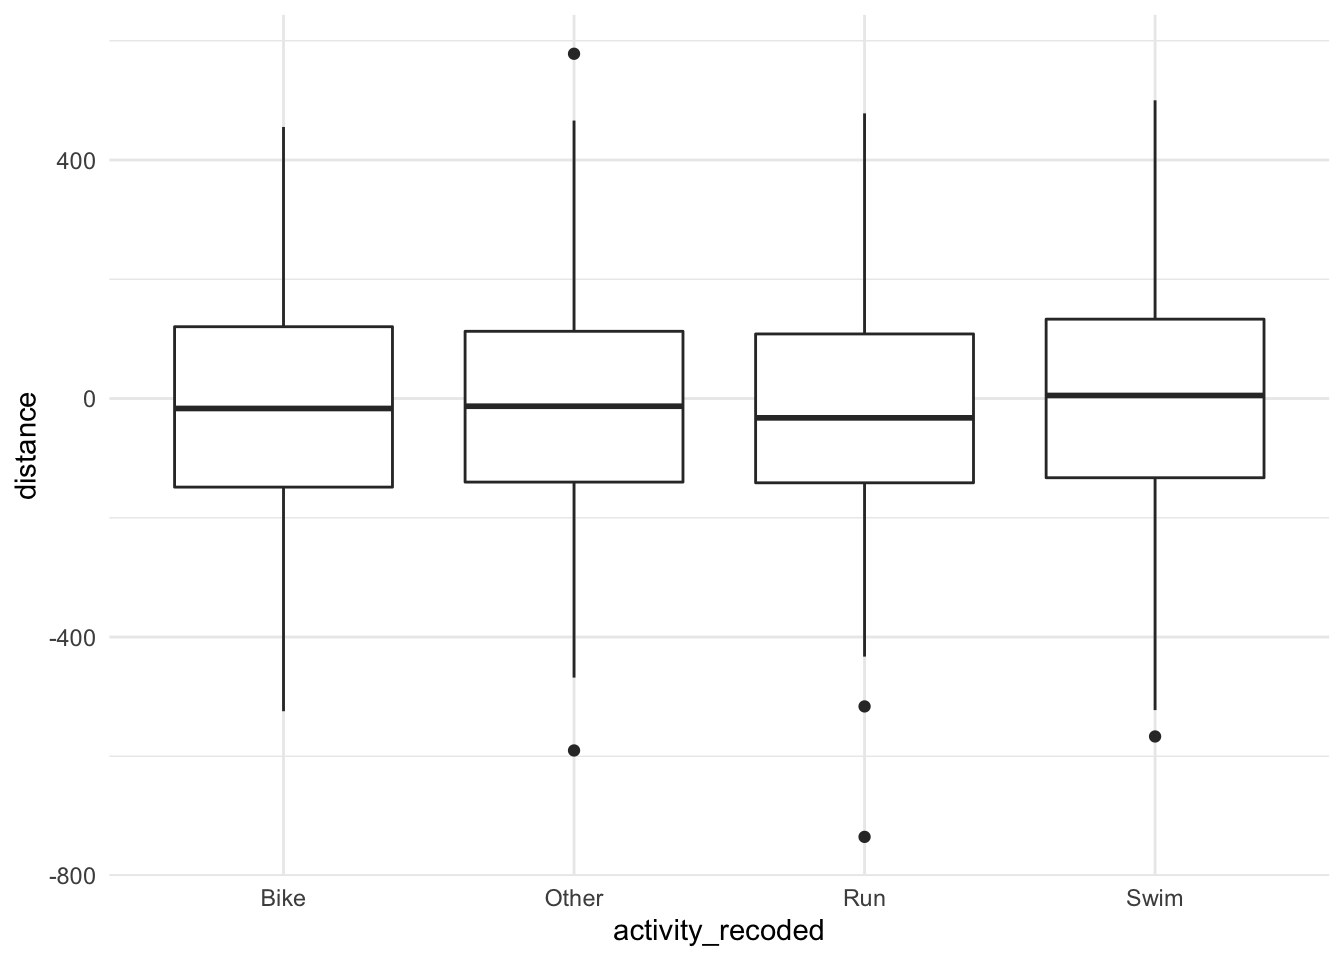 400
0
-400
-800
distance
Bike Other Run Swim
activity_recoded